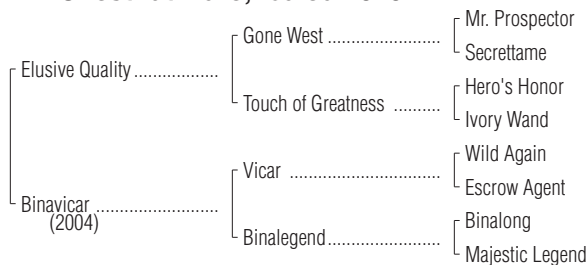 Mr. Prospector
Gone West ........................
Secrettame
Elusive Quality ..................
Hero's Honor
Touch of Greatness ..........
Ivory Wand
Wild Again
Vicar ................................
Escrow Agent
Binavicar ..........................
(2004)
Binalong
Binalegend.......................
Majestic Legend